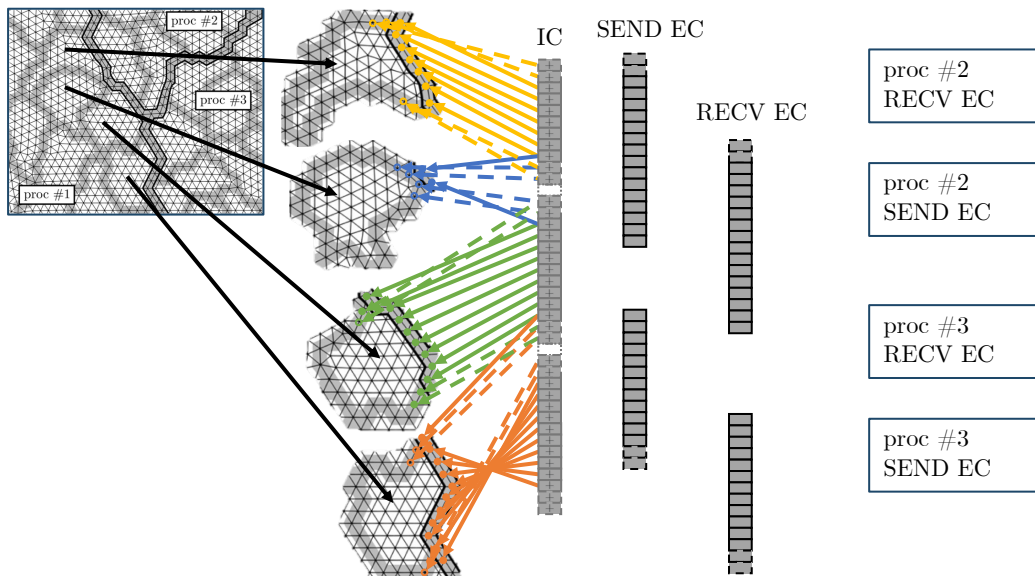 proc #2
proc #3
proc #1
IC
SEND EC
RECV EC
proc #2
RECV EC
proc #2
SEND EC
proc #3
RECV EC
proc #3
SEND EC